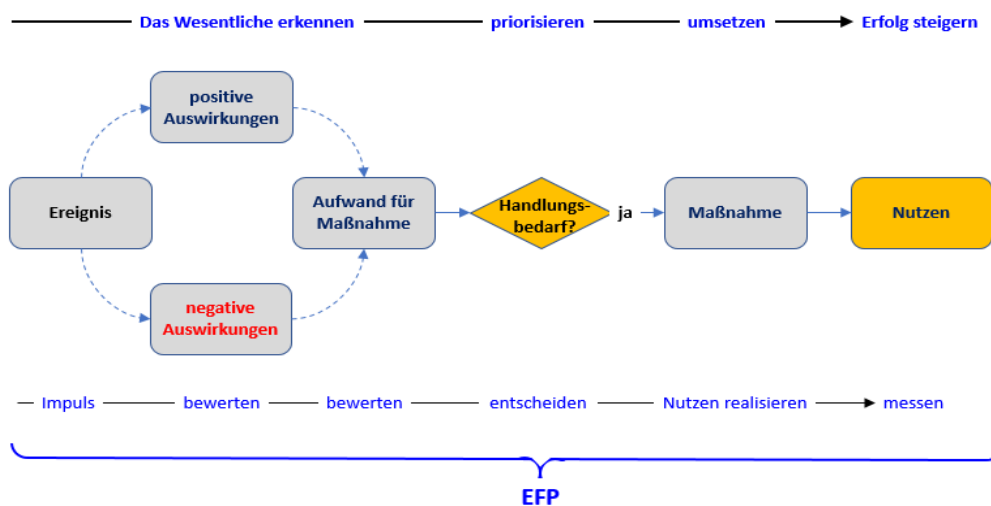 Das Wesentliche erkennen priorisieren umsetzen Erfolg steigern
positive
Auswirkungen
Ereignis
Aufwand für
Maßnahme
Handlungs-
bedarf?
ja
Maßnahme
Nutzen
negative
Auswirkungen
Impuls bewerten bewerten entscheiden Nutzen realisieren messen
EFP